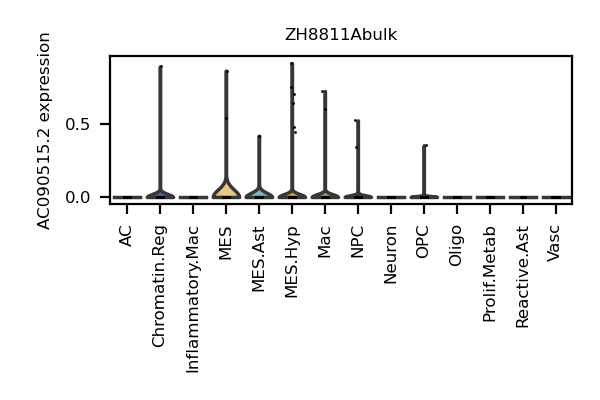 ZH8811Abulk
AC090515.2 expression
0.5
0.0
AC
Chromatin.Reg
Inflammatory.Mac
MES
MES.Ast
MES.Hyp
Mac
NPC
Neuron
OPC
Oligo
Prolif.Metab
Reactive.Ast
Vasc